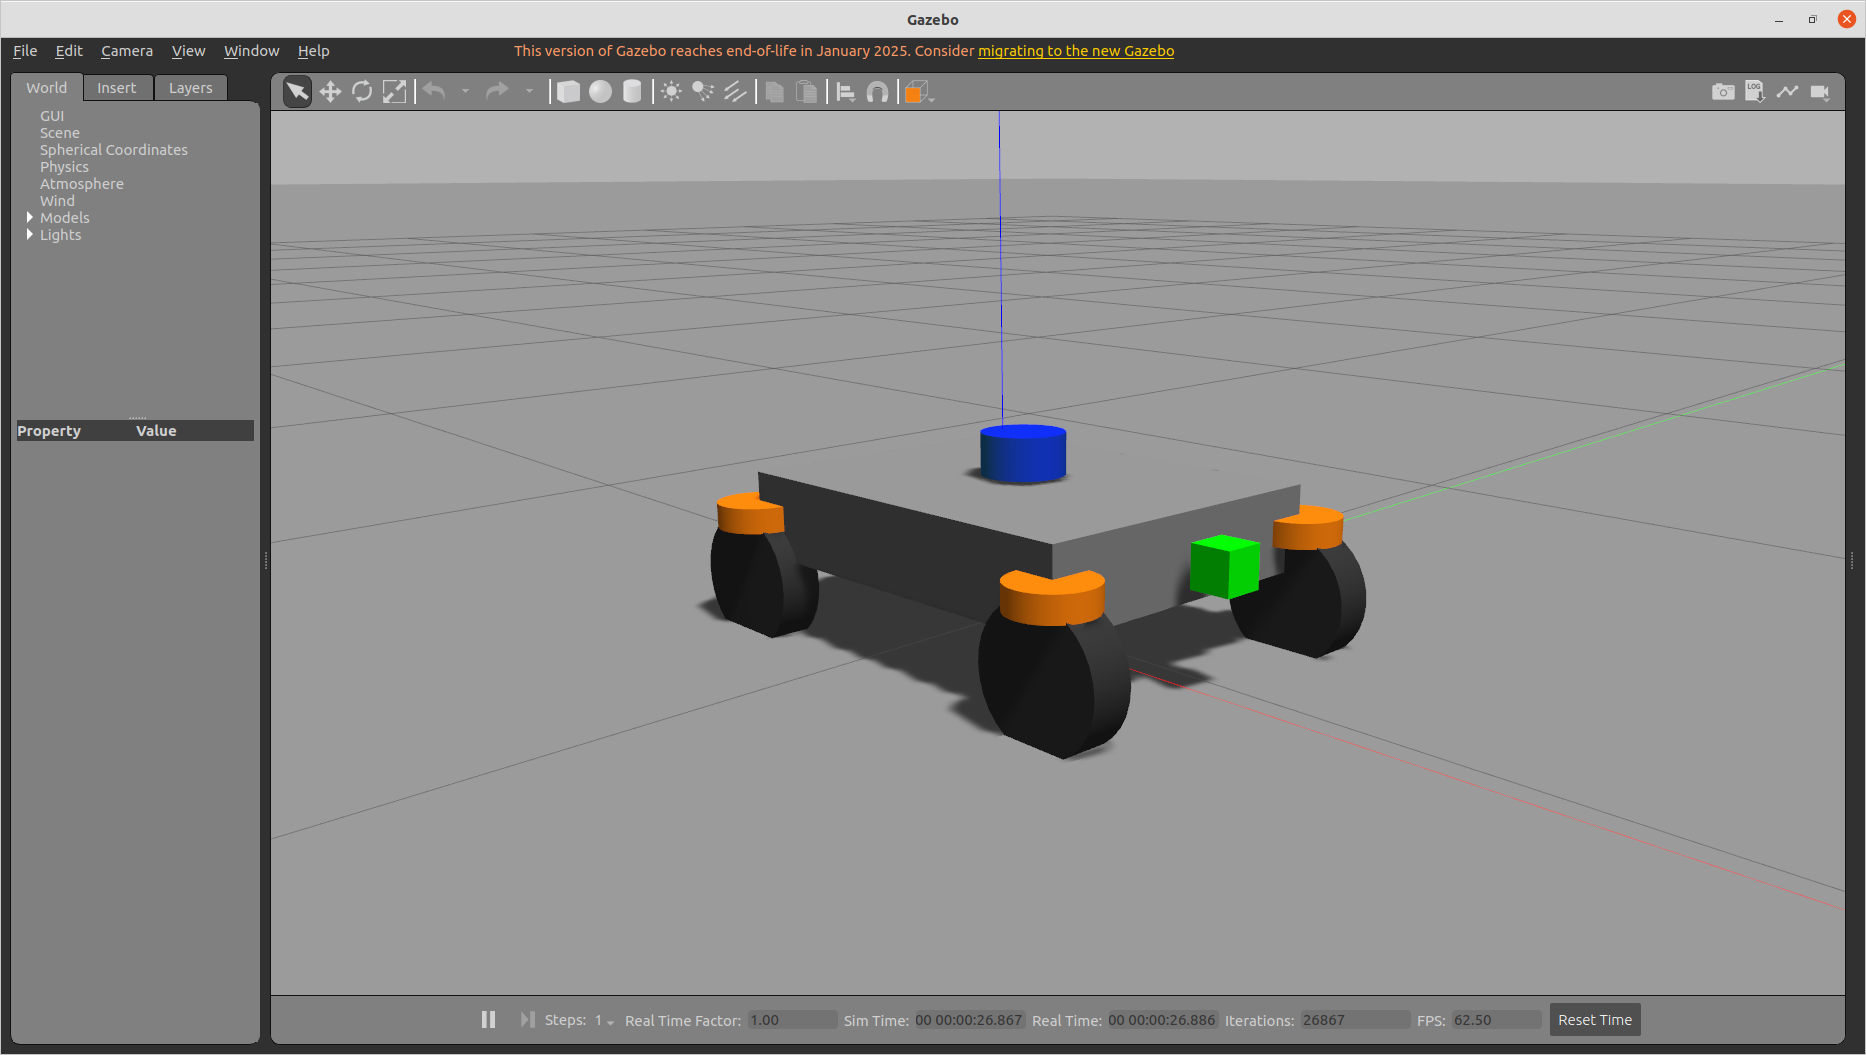 Gazebo
File Edit Camera View Window Help
This version of Gazebo reaches end-of-life in January 2025. Consider migrating to the new Gazebo
World Insert Layers
LOG
GUI
Scene
Spherical Coordinates
Physics
Atmosphere
Wind
Models
Lights
Property Value
Steps: 1 Real Time Factor: 1.00 Sim Time: 00 00:00:26.867 Real Time: 00 00:00:26.886 Iterations: 26867 FPS: 62.50 Reset Time